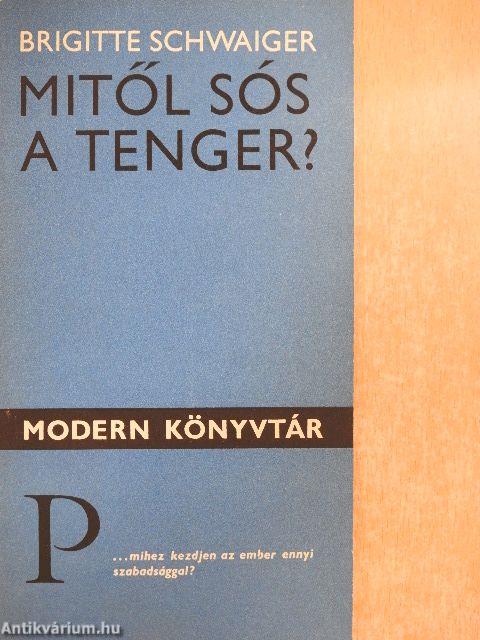 BRIGITTE SCHWAIGER
MITŐL SÓS
A TENGER?
MODERN KÖNYVTÁR
P
...mihez kezdjen az ember ennyi
szabadsággal?
Antikvárium.hu